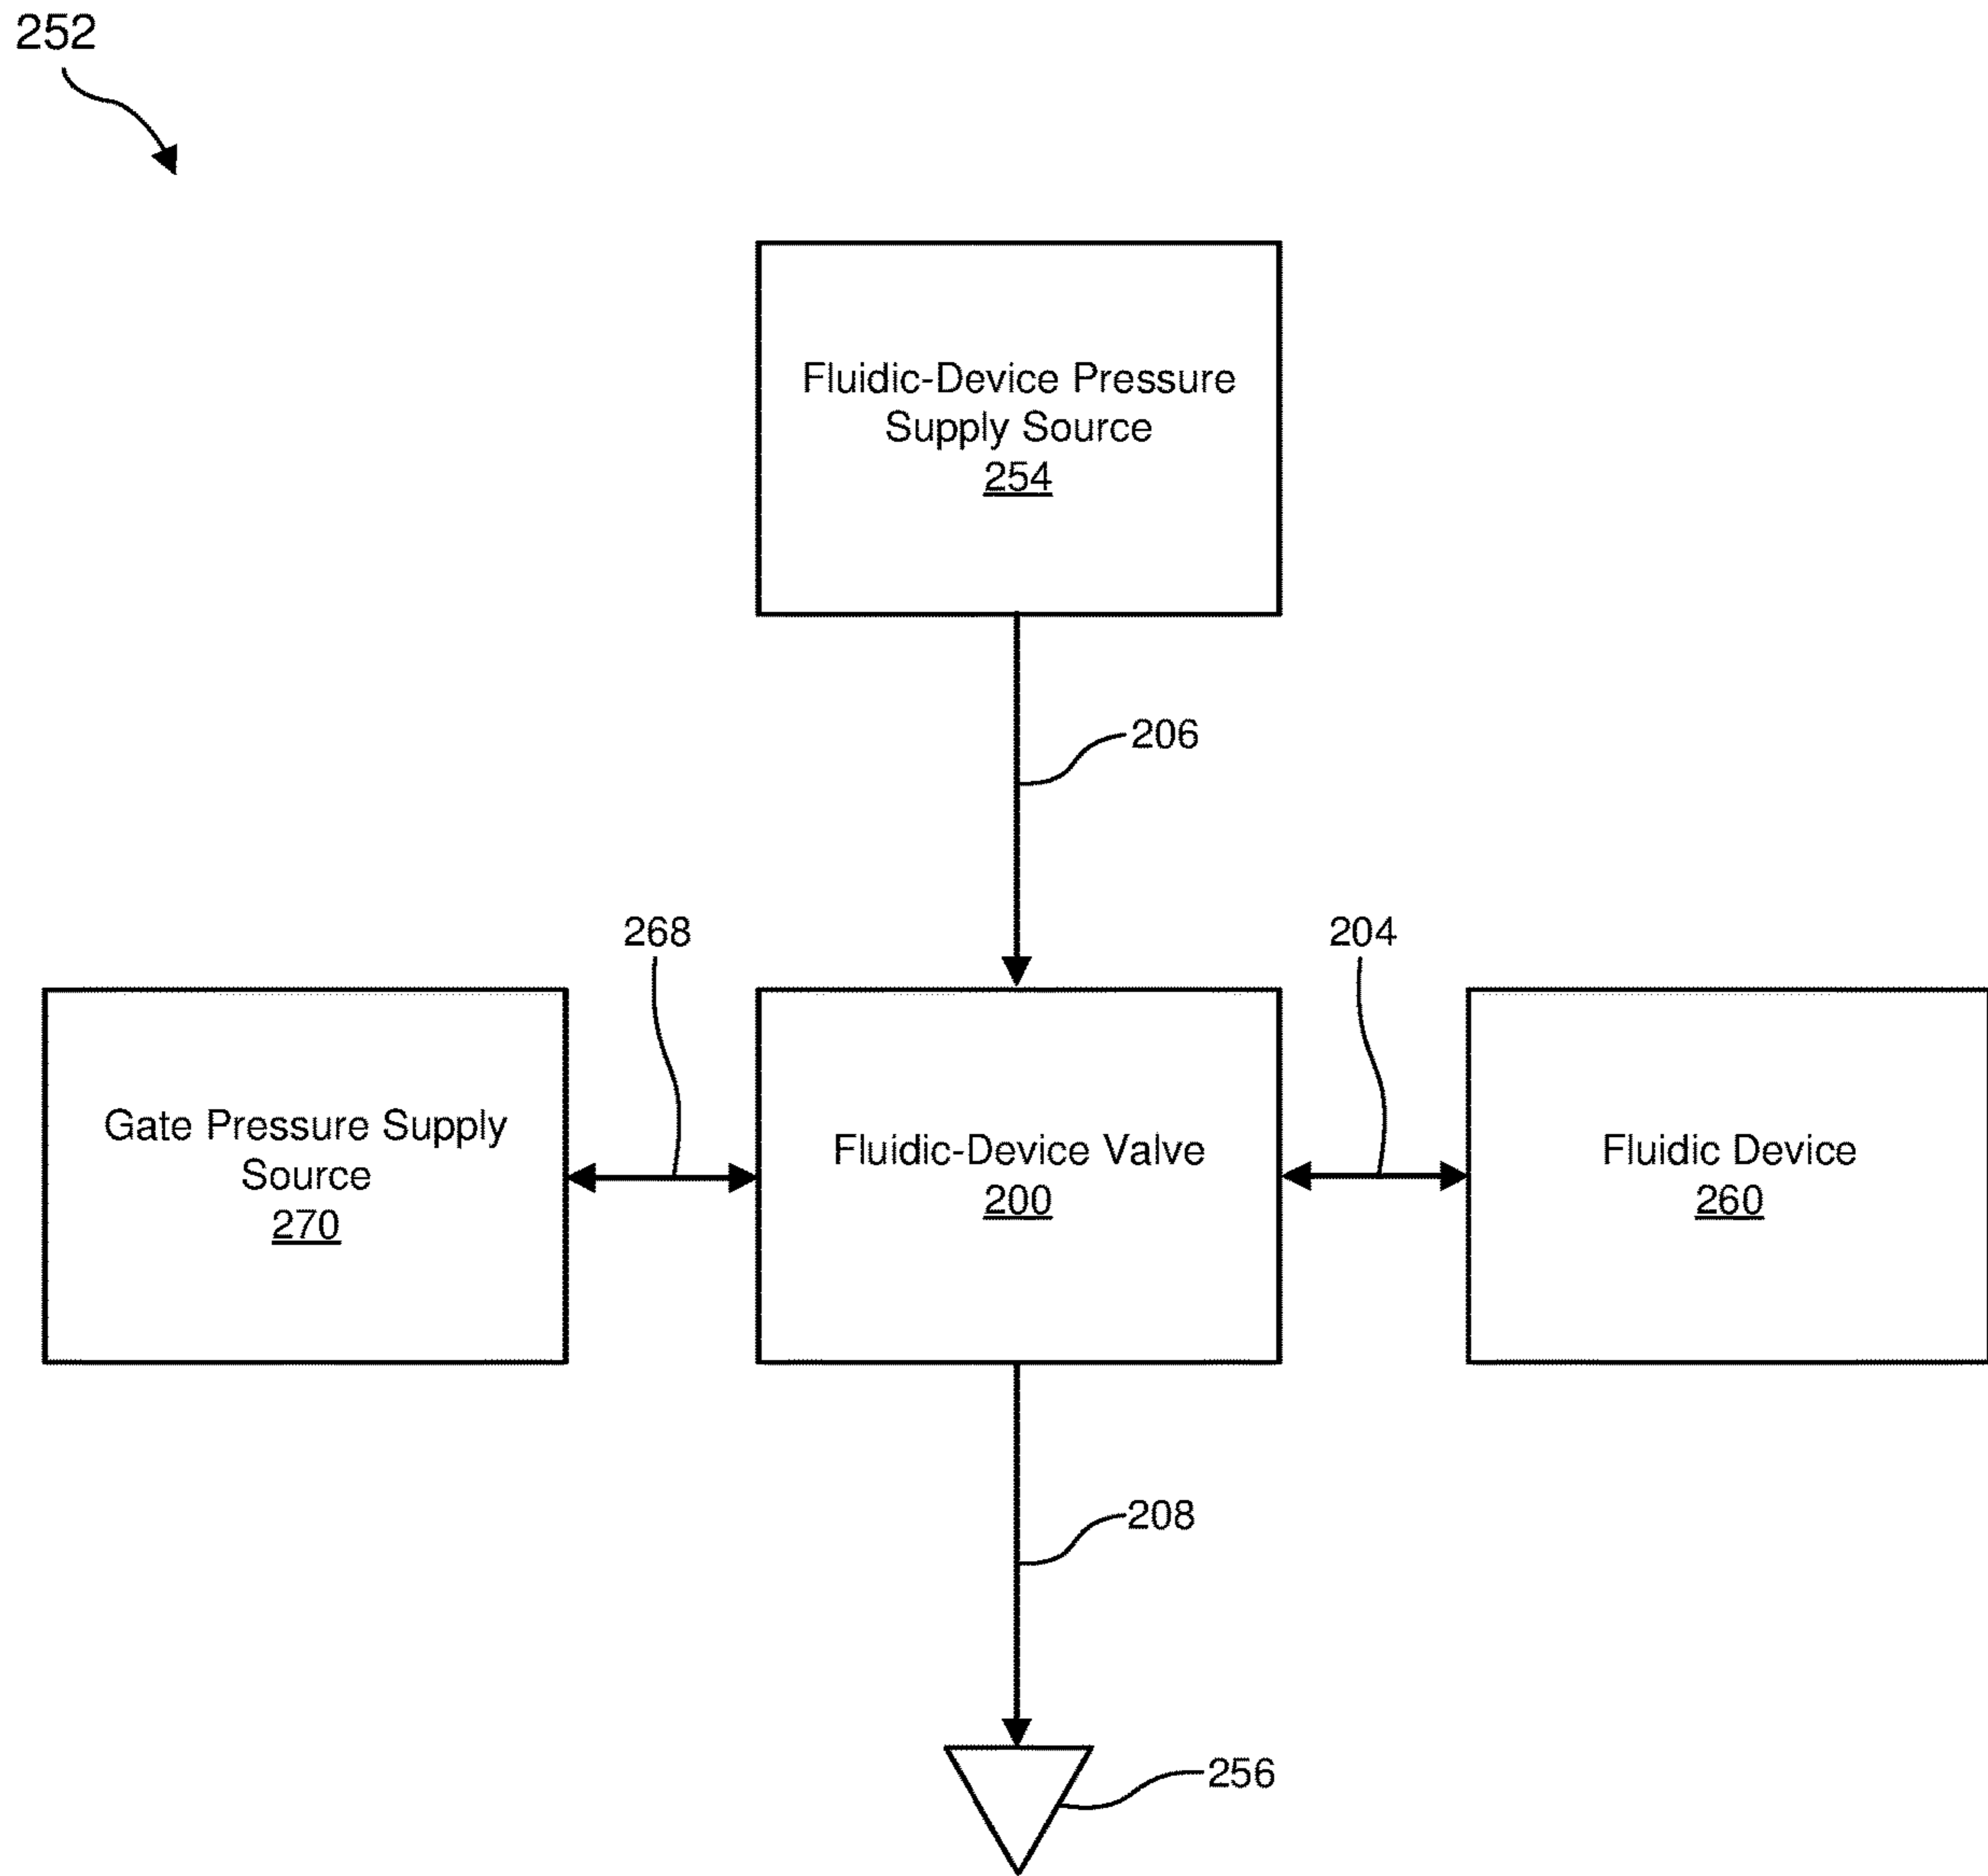 252
Fluidic-Device Pressure
Supply Source
254
206
268
204
Gate Pressure Supply
Source
270
Fluidic-Device Valve
200
Fluidic Device
260
208
256